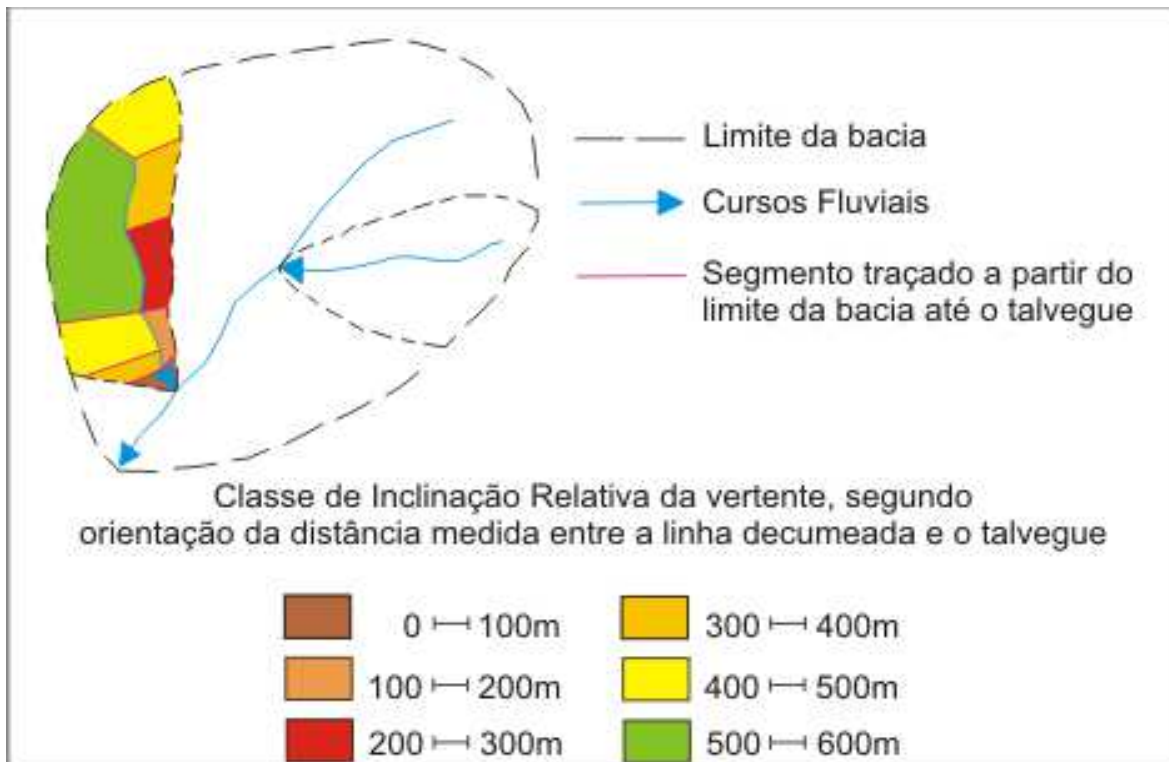 Limite da bacia
Cursos Fluviais
Segmento traçado a partir do
limite da bacia até o talvegue
Classe de Inclinação Relativa da vertente, segundo
orientação da distância medida entre a linha decumeada e o talvegue
0 ⊢⊣ 100m
100 ⊢⊣ 200m
200 ⊢⊣ 300m
300 ⊢⊣ 400m
400 ⊢⊣ 500m
500 ⊢⊣ 600m